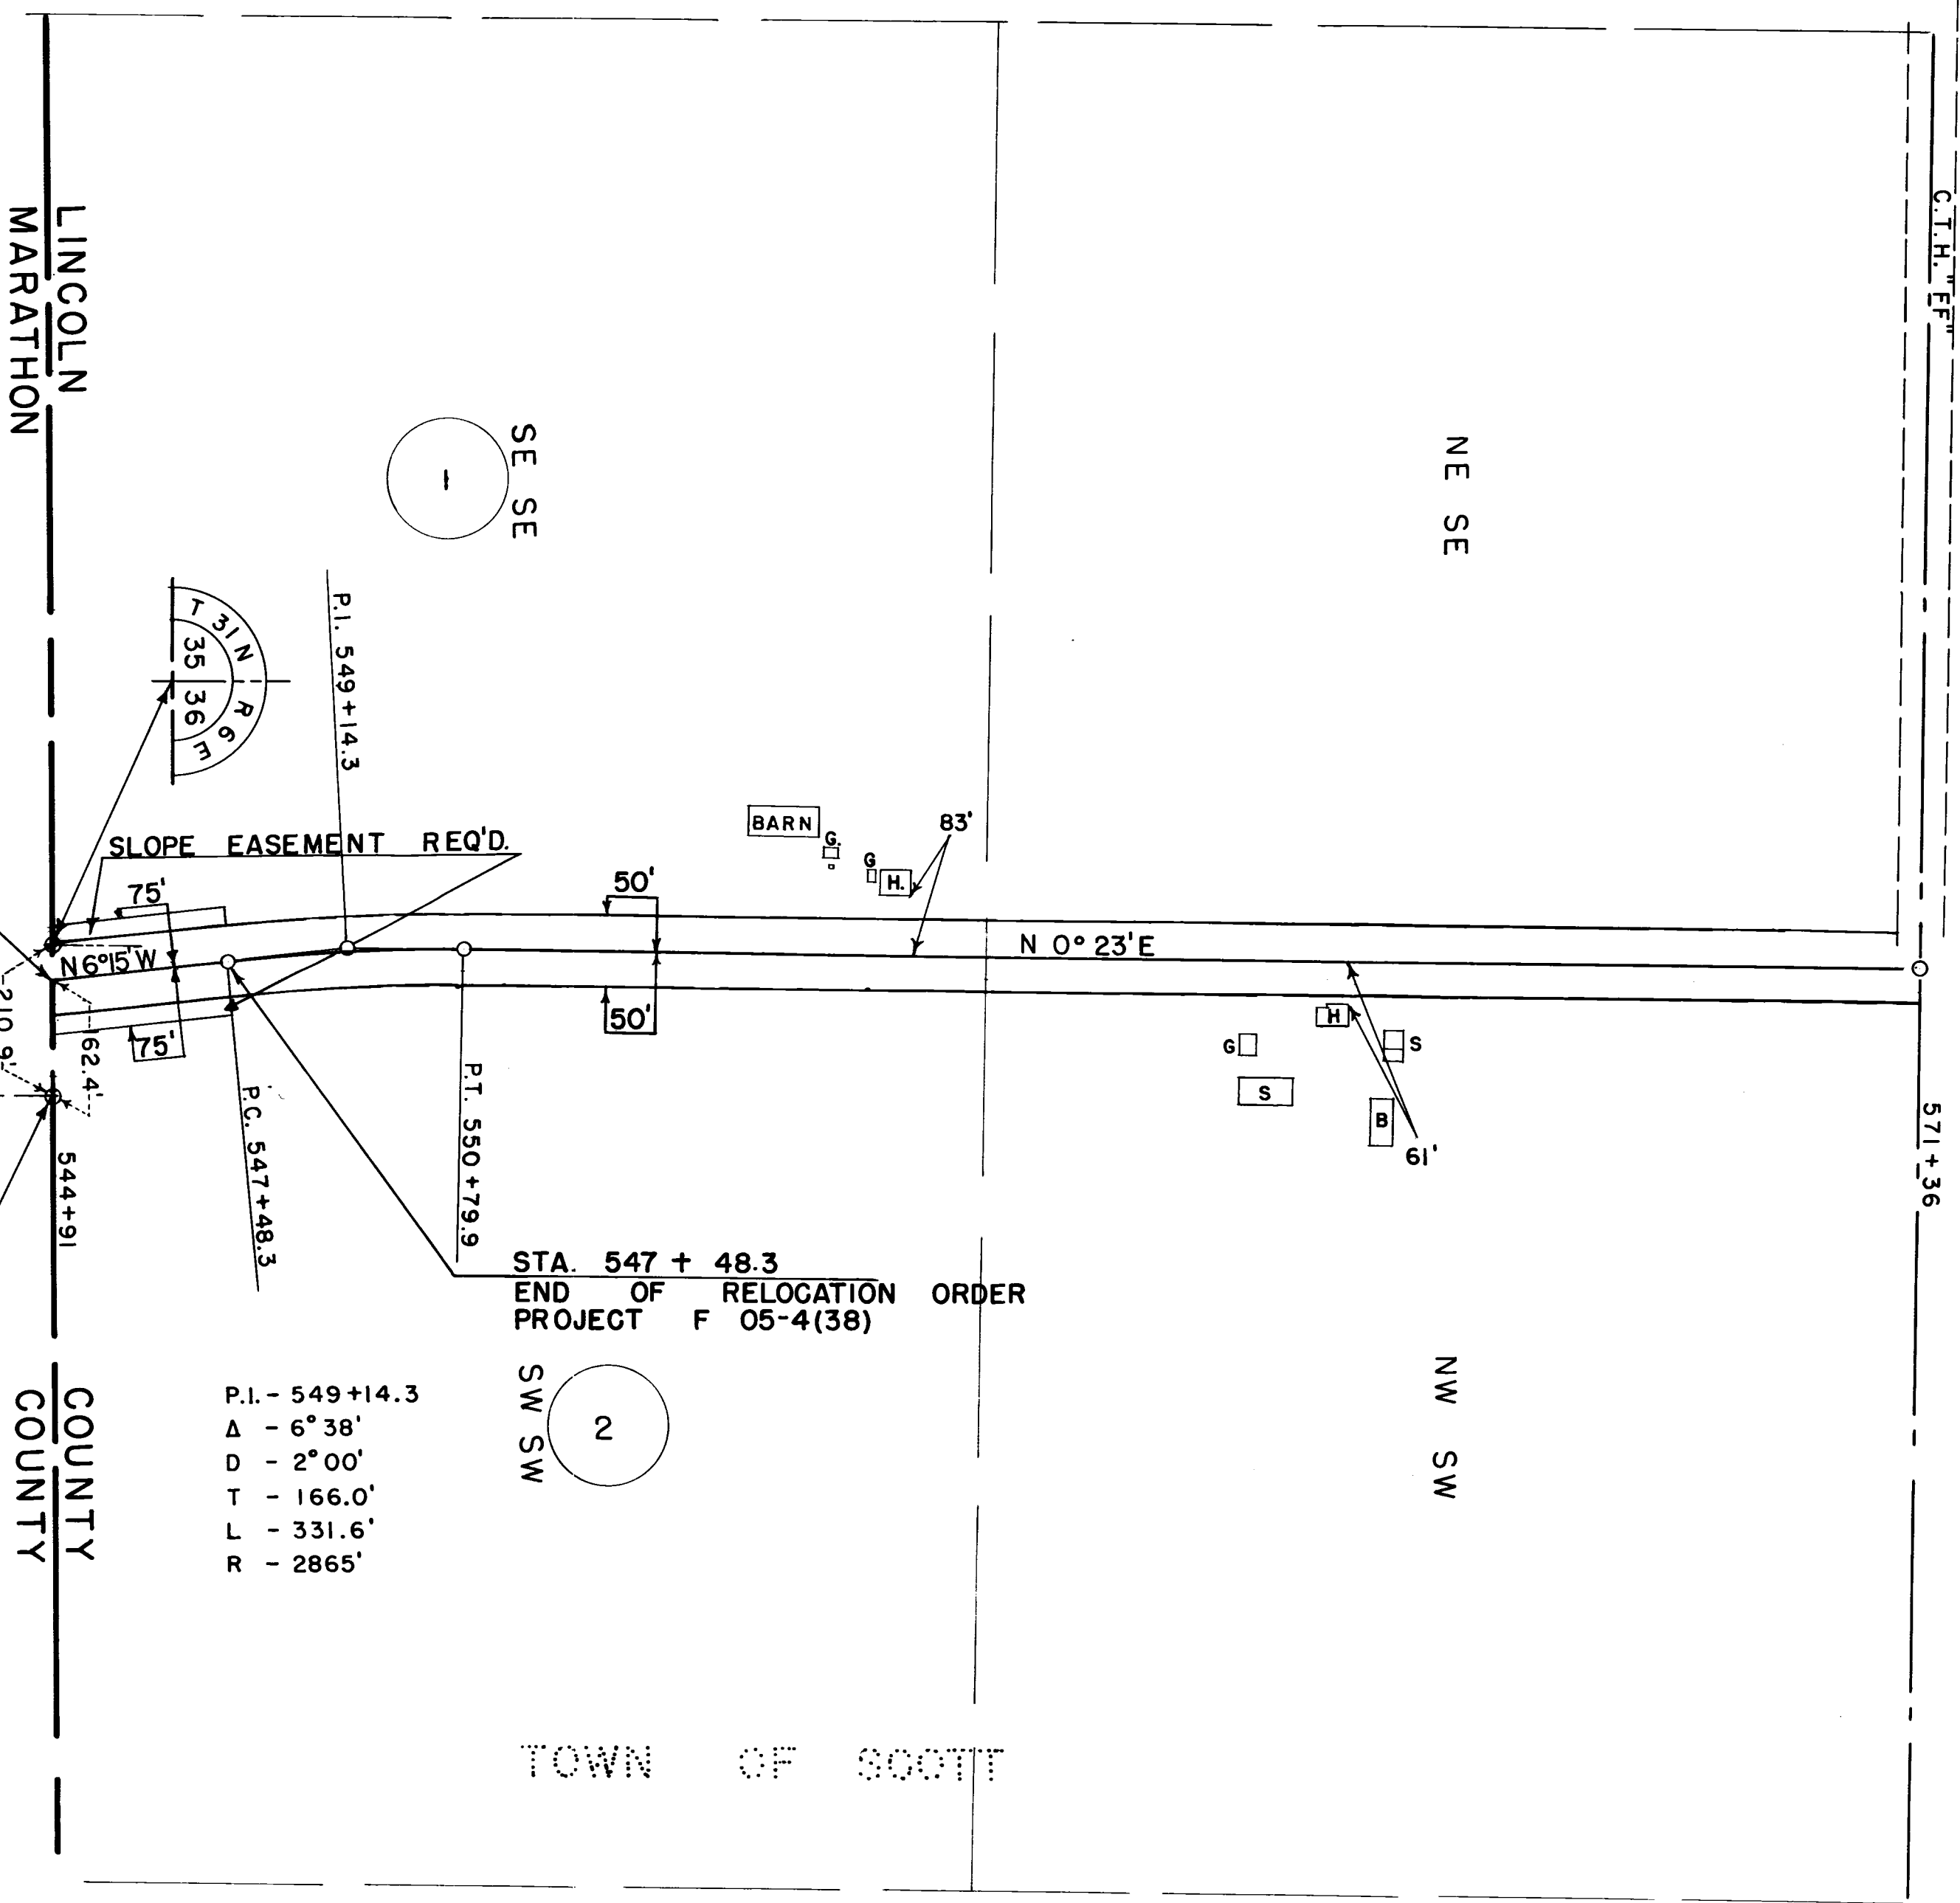 C.T.H. "FF"
LINCOLN
MARATHON
SE SE
1
NE SE
T 31 N R 6 E
35 36
P.I. 549+14.3
BARN
G.
G
H.
83'
SLOPE EASEMENT REQ'D.
75'
50'
N 6°15' W
N 0° 23' E
75'
50'
162.4'
210.9'
H
G
S
S
B
61'
571+36
544+91
P.C. 547+48.3
P.T. 550+79.9
STA. 547 + 48.3
END OF RELOCATION ORDER
PROJECT F 05-4(38)
COUNTY
COUNTY
P.I. - 549+14.3
Δ - 6° 38'
D - 2° 00'
T - 166.0'
L - 331.6'
R - 2865'
SW SW
2
NW SW
TOWN OF SCOTT